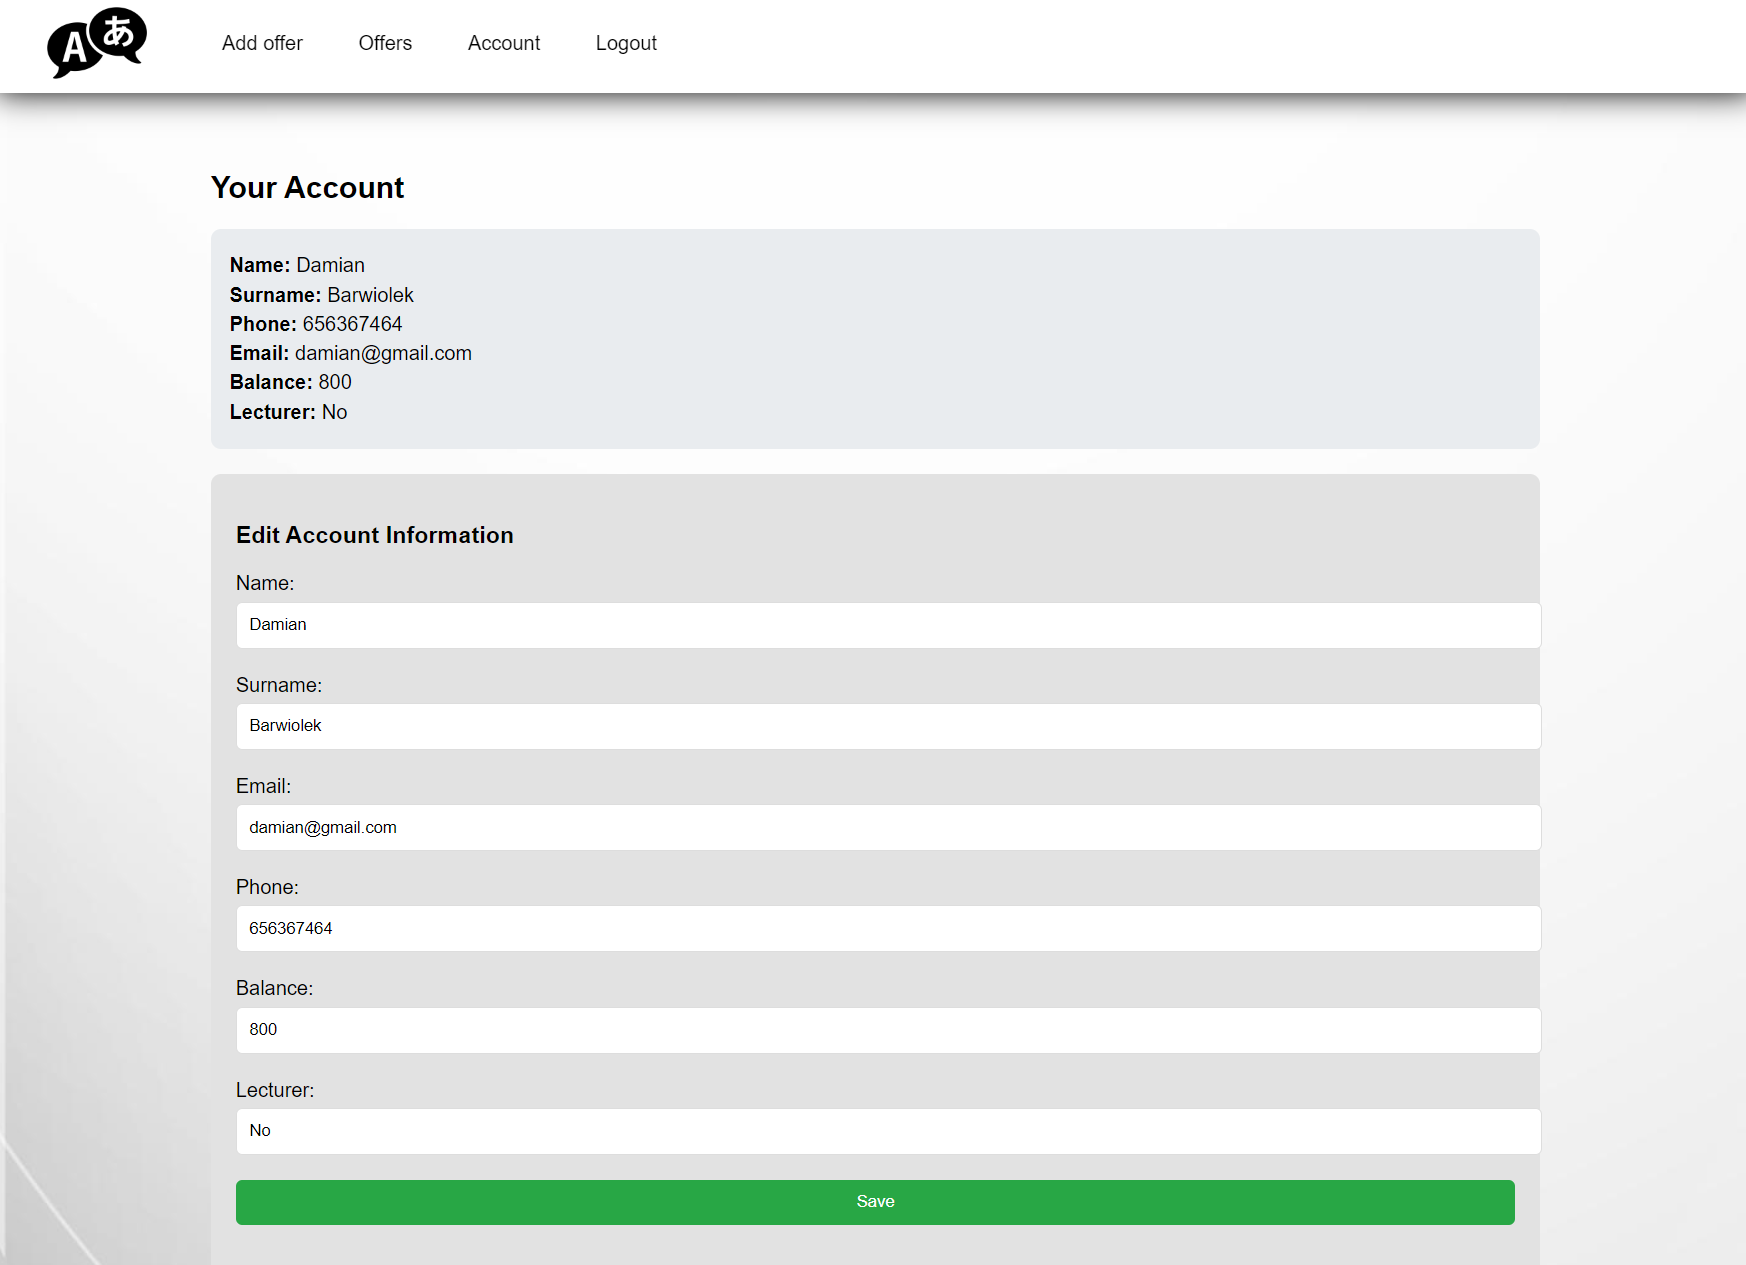 A あ
Add offer Offers Account Logout
Your Account
Name: Damian
Surname: Barwiolek
Phone: 656367464
Email: damian@gmail.com
Balance: 800
Lecturer: No
Edit Account Information
Name:
Damian
Surname:
Barwiolek
Email:
damian@gmail.com
Phone:
656367464
Balance:
800
Lecturer:
No
Save